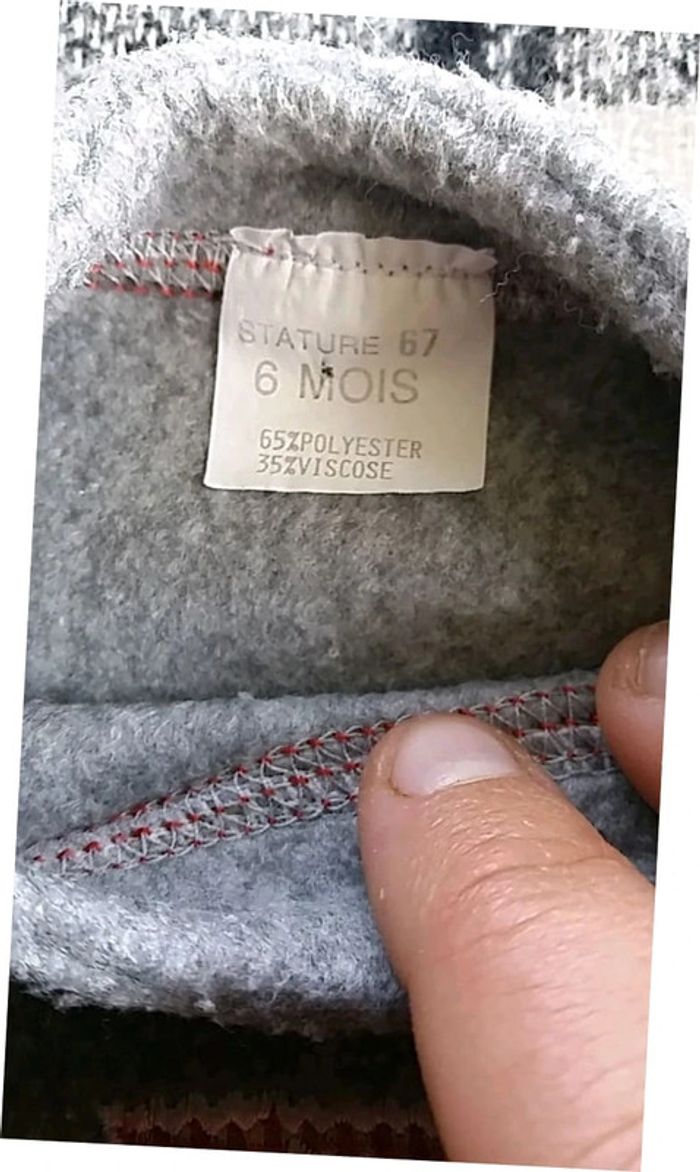 STATURE 67
6 MOIS
65%POLYESTER
35%VISCOSE